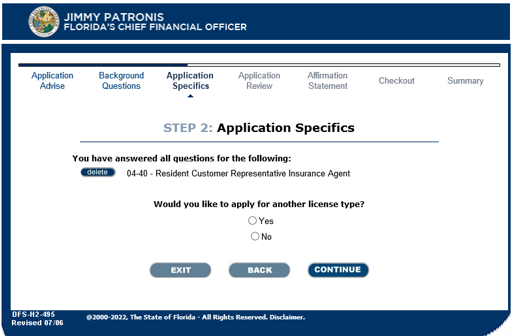 JIMMY PATRONIS
FLORIDA'S CHIEF FINANCIAL OFFICER
Application Advise
Background Questions
Application Specifics
Application Review
Affirmation Statement
Checkout
Summary
STEP 2: Application Specifics
You have answered all questions for the following:
delete 04-40 - Resident Customer Representative Insurance Agent
Would you like to apply for another license type?
Yes
No
EXIT BACK CONTINUE
DFS-H2-495
Revised 07/06
©2000-2022, The State of Florida - All Rights Reserved. Disclaimer.